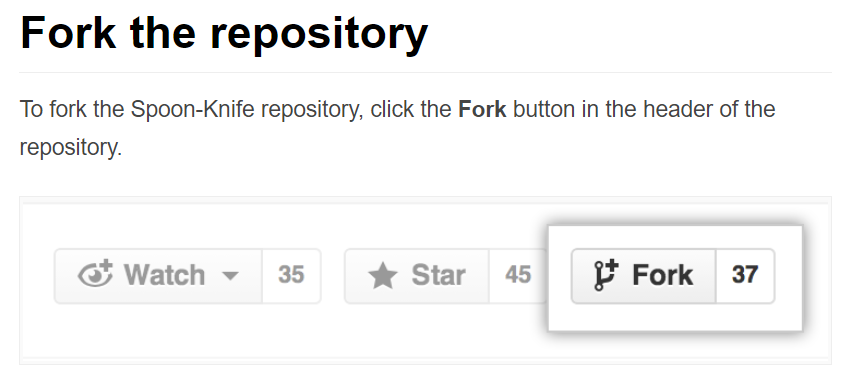 Fork the repository
To fork the Spoon-Knife repository, click the Fork button in the header of the
repository.
Watch 35 Star 45 Fork 37